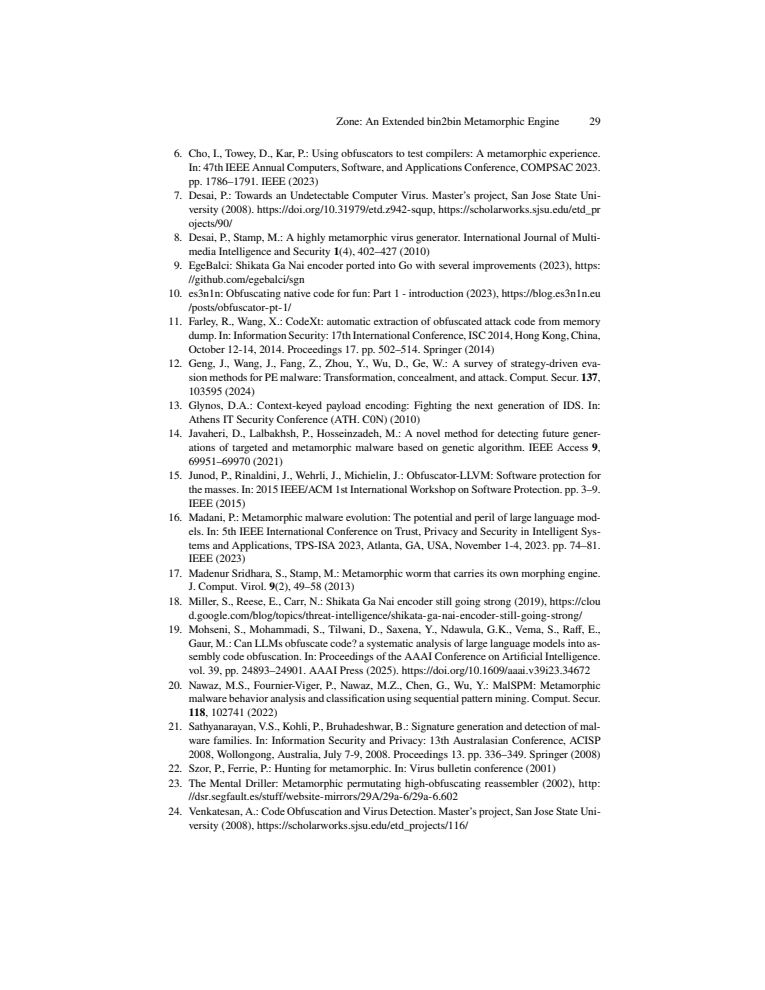 Zone: An Extended bin2bin Metamorphic Engine 29
6. Cho, I., Towey, D., Kar, P.: Using obfuscators to test compilers: A metamorphic experience.
In: 47th IEEE Annual Computers, Software, and Applications Conference, COMPSAC 2023.
pp. 1786–1791. IEEE (2023)
7. Desai, P.: Towards an Undetectable Computer Virus. Master's project, San Jose State Uni-
versity (2008). https://doi.org/10.31979/etd.z942-squp, https://scholarworks.sjsu.edu/etd_pr
ojects/90/
8. Desai, P., Stamp, M.: A highly metamorphic virus generator. International Journal of Multi-
media Intelligence and Security 1(4), 402–427 (2010)
9. EgeBalci: Shikata Ga Nai encoder ported into Go with several improvements (2023), https:
//github.com/egebalci/sgn
10. es3n1n: Obfuscating native code for fun: Part 1 - introduction (2023), https://blog.es3n1n.eu
/posts/obfuscator-pt-1/
11. Farley, R., Wang, X.: CodeXt: automatic extraction of obfuscated attack code from memory
dump. In: Information Security: 17th International Conference, ISC 2014, Hong Kong, China,
October 12-14, 2014. Proceedings 17. pp. 502–514. Springer (2014)
12. Geng, J., Wang, J., Fang, Z., Zhou, Y., Wu, D., Ge, W.: A survey of strategy-driven eva-
sion methods for PE malware: Transformation, concealment, and attack. Comput. Secur. 137,
103595 (2024)
13. Glynos, D.A.: Context-keyed payload encoding: Fighting the next generation of IDS. In:
Athens IT Security Conference (ATH. C0N) (2010)
14. Javaheri, D., Lalbakhsh, P., Hosseinzadeh, M.: A novel method for detecting future gener-
ations of targeted and metamorphic malware based on genetic algorithm. IEEE Access 9,
69951–69970 (2021)
15. Junod, P., Rinaldini, J., Wehrli, J., Michielin, J.: Obfuscator-LLVM: Software protection for
the masses. In: 2015 IEEE/ACM 1st International Workshop on Software Protection. pp. 3–9.
IEEE (2015)
16. Madani, P.: Metamorphic malware evolution: The potential and peril of large language mod-
els. In: 5th IEEE International Conference on Trust, Privacy and Security in Intelligent Sys-
tems and Applications, TPS-ISA 2023, Atlanta, GA, USA, November 1-4, 2023. pp. 74–81.
IEEE (2023)
17. Madenur Sridhara, S., Stamp, M.: Metamorphic worm that carries its own morphing engine.
J. Comput. Virol. 9(2), 49–58 (2013)
18. Miller, S., Reese, E., Carr, N.: Shikata Ga Nai encoder still going strong (2019), https://clou
d.google.com/blog/topics/threat-intelligence/shikata-ga-nai-encoder-still-going-strong/
19. Mohseni, S., Mohammadi, S., Tilwani, D., Saxena, Y., Ndawula, G.K., Vema, S., Raff, E.,
Gaur, M.: Can LLMs obfuscate code? a systematic analysis of large language models into as-
sembly code obfuscation. In: Proceedings of the AAAI Conference on Artificial Intelligence.
vol. 39, pp. 24893–24901. AAAI Press (2025). https://doi.org/10.1609/aaai.v39i23.34672
20. Nawaz, M.S., Fournier-Viger, P., Nawaz, M.Z., Chen, G., Wu, Y.: MalSPM: Metamorphic
malware behavior analysis and classification using sequential pattern mining. Comput. Secur.
118, 102741 (2022)
21. Sathyanarayan, V.S., Kohli, P., Bruhadeshwar, B.: Signature generation and detection of mal-
ware families. In: Information Security and Privacy: 13th Australasian Conference, ACISP
2008, Wollongong, Australia, July 7-9, 2008. Proceedings 13. pp. 336–349. Springer (2008)
22. Szor, P., Ferrie, P.: Hunting for metamorphic. In: Virus bulletin conference (2001)
23. The Mental Driller: Metamorphic permutating high-obfuscating reassembler (2002), http:
//dsr.segfault.es/stuff/website-mirrors/29A/29a-6/29a-6.602
24. Venkatesan, A.: Code Obfuscation and Virus Detection. Master's project, San Jose State Uni-
versity (2008), https://scholarworks.sjsu.edu/etd_projects/116/